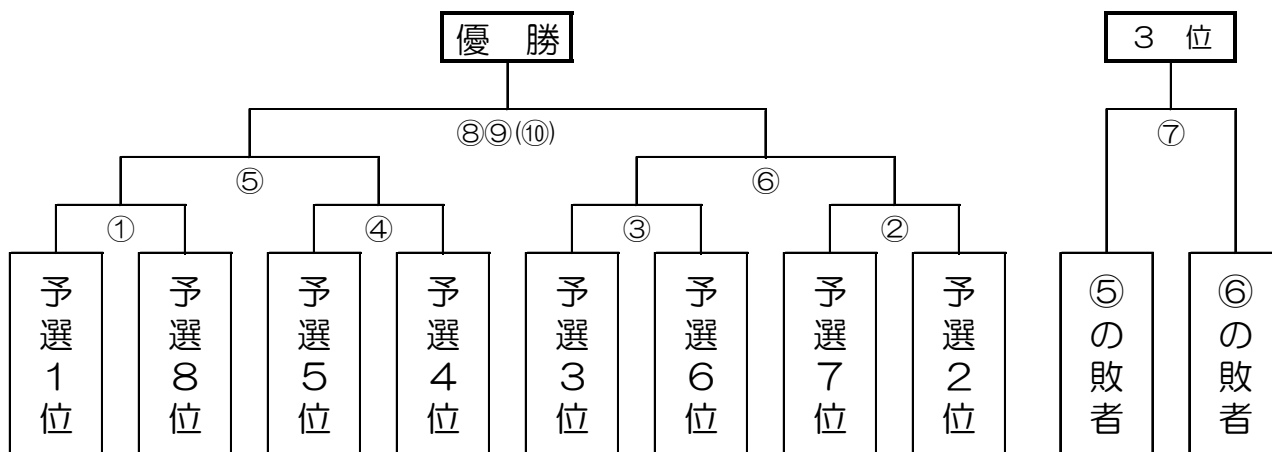 優　勝
３　位
⑧⑨(⑩)
⑦
⑤
⑥
①
④
③
②
予選１位
予選８位
予選５位
予選４位
予選３位
予選６位
予選７位
予選２位
⑤の敗者
⑥の敗者